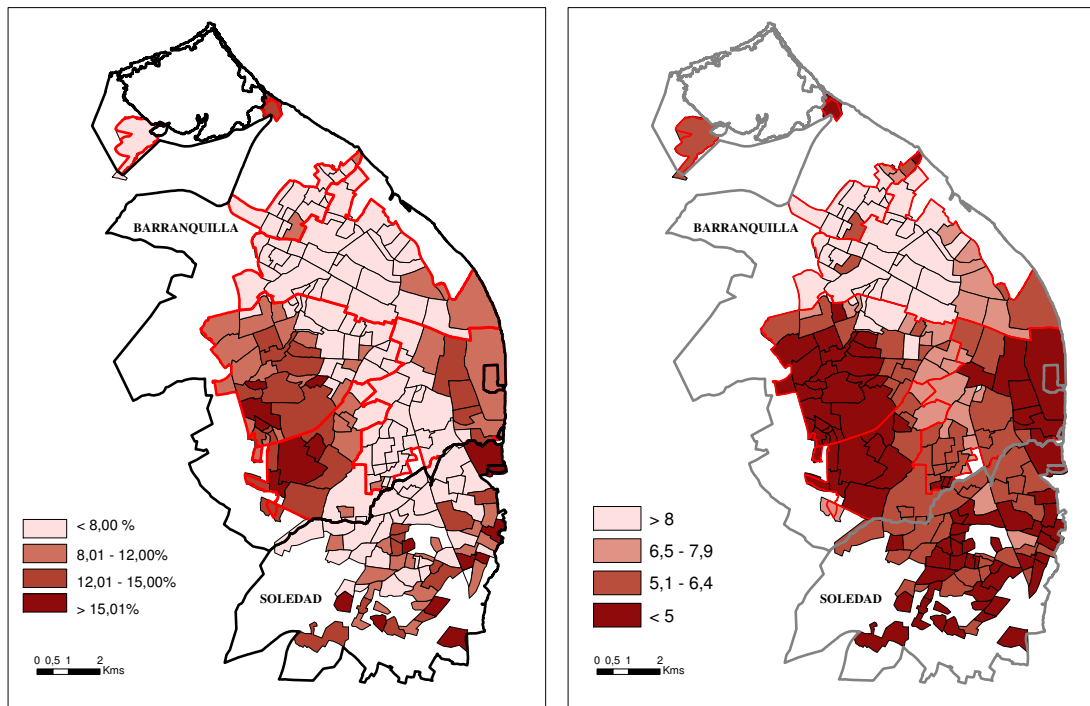 BARRANQUILLA
< 8,00 %
8,01 - 12,00%
12,01 - 15,00%
> 15,01%
SOLEDAD
0 0,5 1 2
Kms
BARRANQUILLA
> 8
6,5 - 7,9
5,1 - 6,4
< 5
SOLEDAD
0 0,5 1 2
Kms